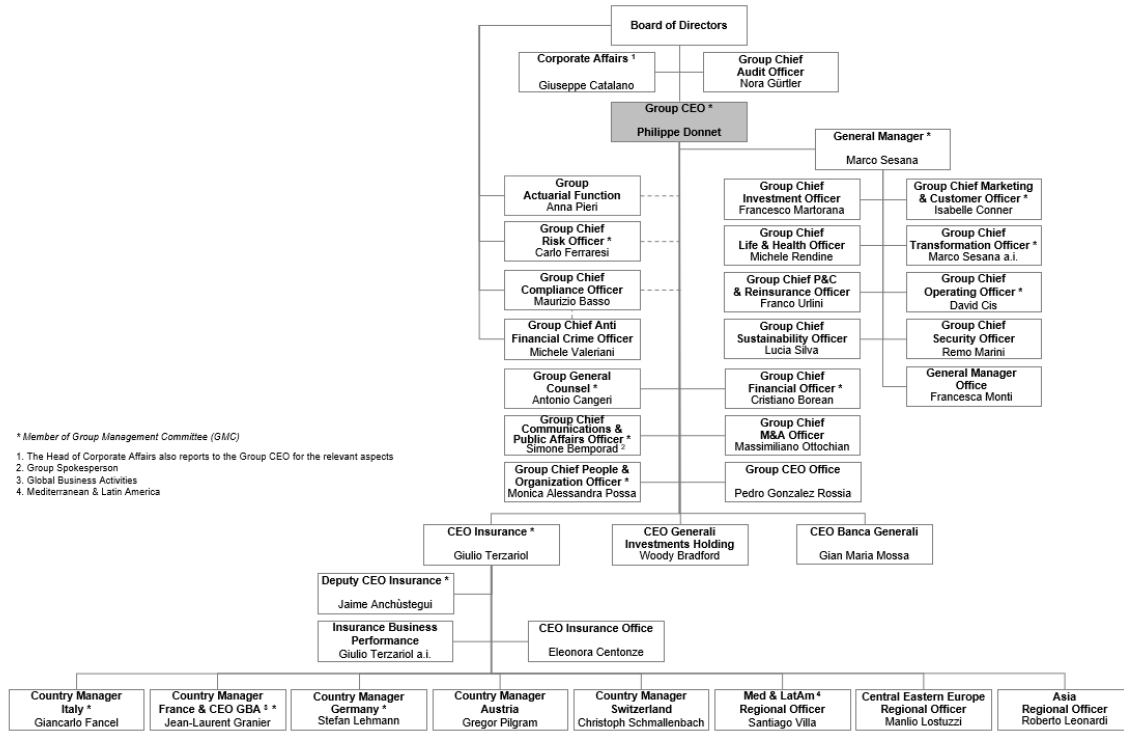 Board of Directors
Corporate Affairs ¹
Giuseppe Catalano
Group Chief
Audit Officer
Nora Gürtler
Group CEO *
Philippe Donnet
General Manager *
Marco Sesana
Group
Actuarial Function
Anna Pieri
Group Chief
Risk Officer *
Carlo Ferraresi
Group Chief
Compliance Officer
Maurizio Basso
Group Chief Anti
Financial Crime Officer
Michele Valeriani
Group Chief
Investment Officer
Francesco Martorana
Group Chief Marketing
& Customer Officer *
Isabelle Conner
Group Chief
Life & Health Officer
Michele Rendine
Group Chief
Transformation Officer *
Marco Sesana a.i.
Group Chief P&C
& Reinsurance Officer
Franco Urlini
Group Chief
Operating Officer *
David Cis
Group Chief
Sustainability Officer
Lucia Silva
Group Chief
Security Officer
Remo Marini
General Manager
Office
Francesca Monti
Group General
Counsel *
Antonio Cangeri
Group Chief
Financial Officer *
Cristiano Borean
Group Chief
Communications &
Public Affairs Officer *
Simone Bemporad ²
Group Chief
M&A Officer
Massimiliano Ottochian
Group Chief People &
Organization Officer *
Monica Alessandra Possa
Group CEO Office
Pedro Gonzalez Rossia
* Member of Group Management Committee (GMC)
1. The Head of Corporate Affairs also reports to the Group CEO for the relevant aspects
2. Group Spokesperson
3. Global Business Activities
4. Mediterranean & Latin America
CEO Insurance *
Giulio Terzariol
CEO Generali
Investments Holding
Woody Bradford
CEO Banca Generali
Gian Maria Mossa
Deputy CEO Insurance *
Jaime Anchùstegui
Insurance Business
Performance
Giulio Terzariol a.i.
CEO Insurance Office
Eleonora Centonze
Country Manager
Italy *
Giancarlo Fancel
Country Manager
France & CEO GBA ³ *
Jean-Laurent Granier
Country Manager
Germany *
Stefan Lehmann
Country Manager
Austria
Gregor Pilgram
Country Manager
Switzerland
Christoph Schmallenbach
Med & LatAm ⁴
Regional Officer
Santiago Villa
Central Eastern Europe
Regional Officer
Manlio Lostuzzi
Asia
Regional Officer
Roberto Leonardi